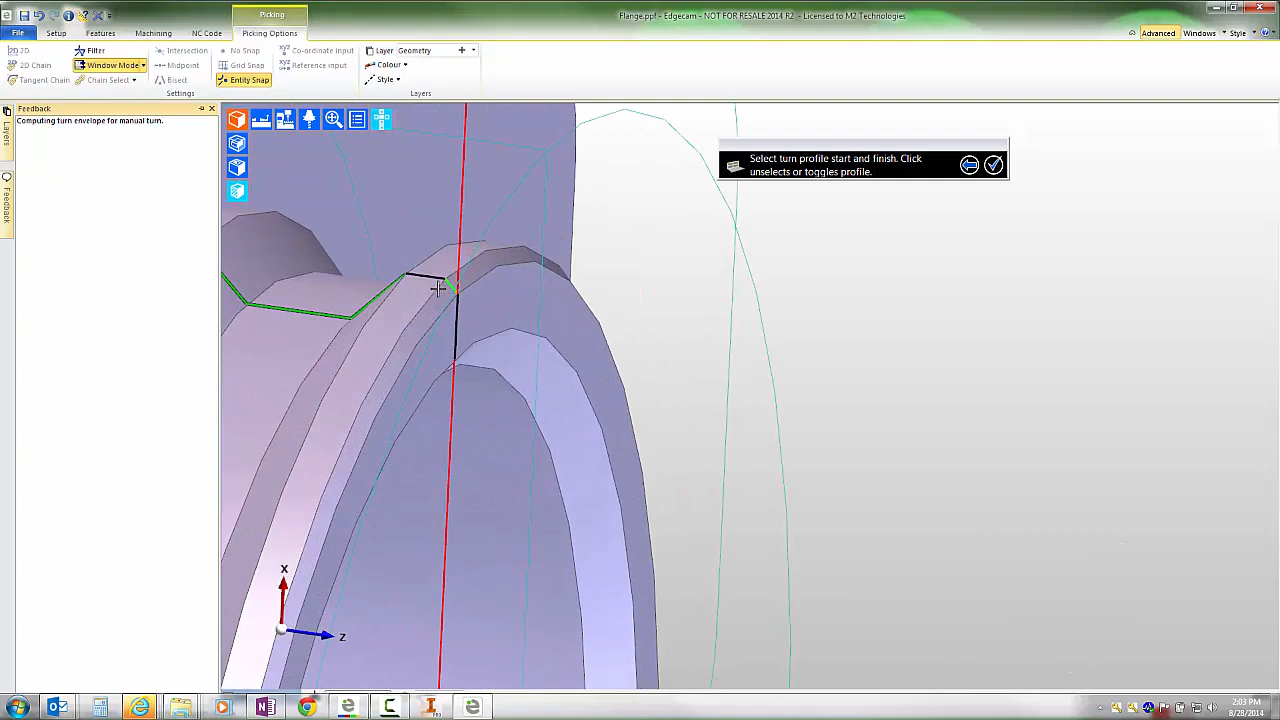 Picking
Flange.ppf - Edgecam - NOT FOR RESALE 2014 R2 - Licensed to M2 Technologies
File Setup Features Machining NC Code Picking Options Advanced Windows Style
2D Filter Intersection No Snap Co-ordinate input Layer Geometry
2D Chain Window Mode Midpoint Grid Snap Reference input Colour
Tangent Chain Chain Select Bisect Entity Snap Style
Settings Layers
Feedback
Computing turn envelope for manual turn.
Layers
Feedback
Select turn profile start and finish. Click
unselects or toggles profile.
X
Z
2:03 PM
8/28/2014